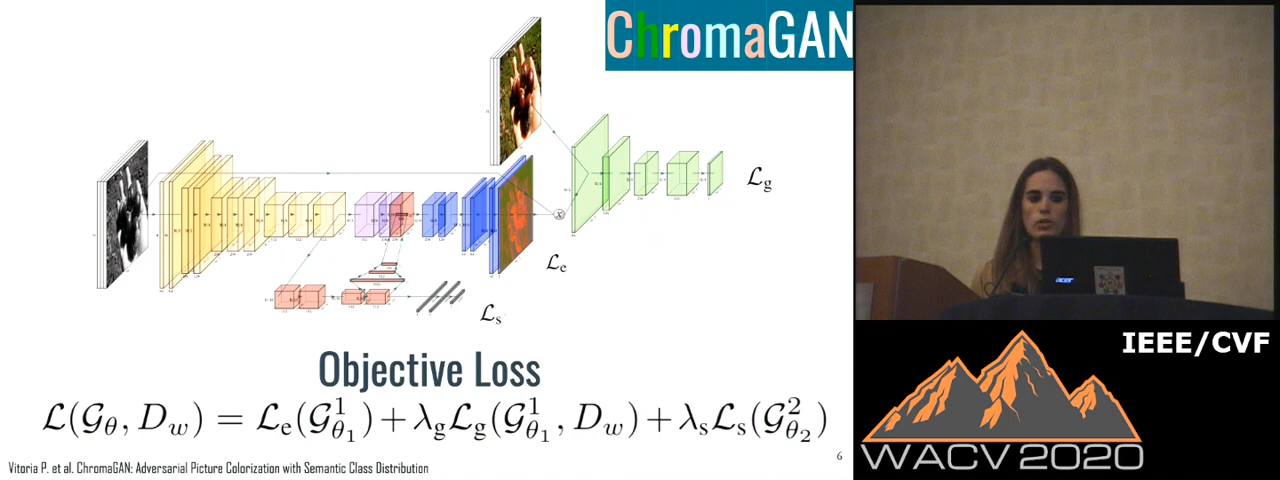 ChromaGAN
ℒg
ℒe
ℒs
Objective Loss
ℒ(𝒢θ, Dw) = ℒe(𝒢¹θ₁) + λgℒg(𝒢¹θ₁, Dw) + λsℒs(𝒢²θ₂)
Vitoria P. et al. ChromaGAN: Adversarial Picture Colorization with Semantic Class Distribution
6
acer
IEEE/CVF
WACV 2020